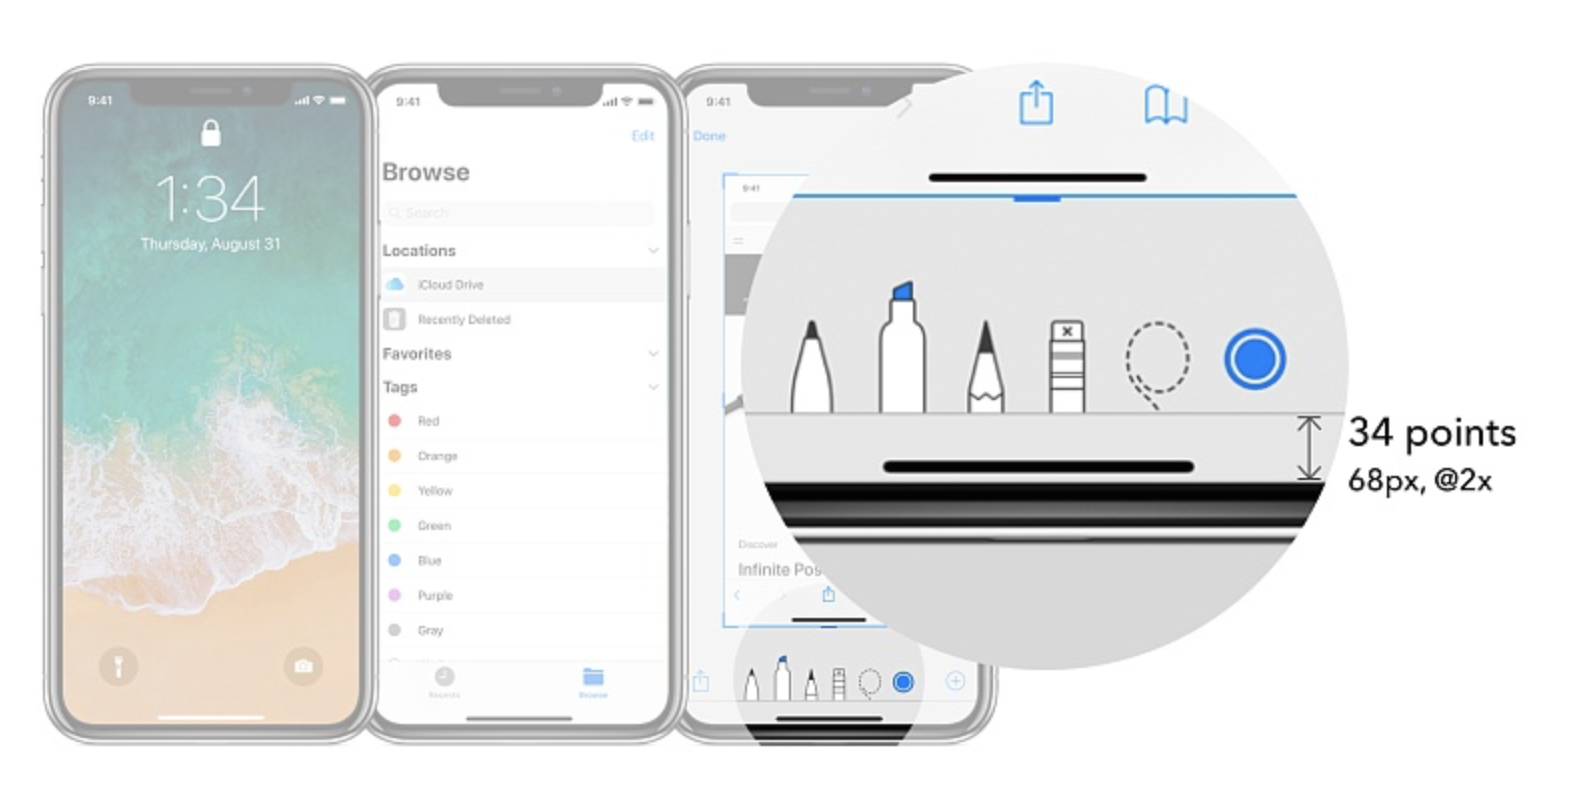 9:41
1:34
Thursday, August 31
9:41
Edit
Browse
Search
Locations
iCloud Drive
Recently Deleted
Favorites
Tags
Red
Orange
Yellow
Green
Blue
Purple
Gray
Recents
Browse
9:41
Done
9:41
Discover
Infinite Pos
34 points
68px, @2x